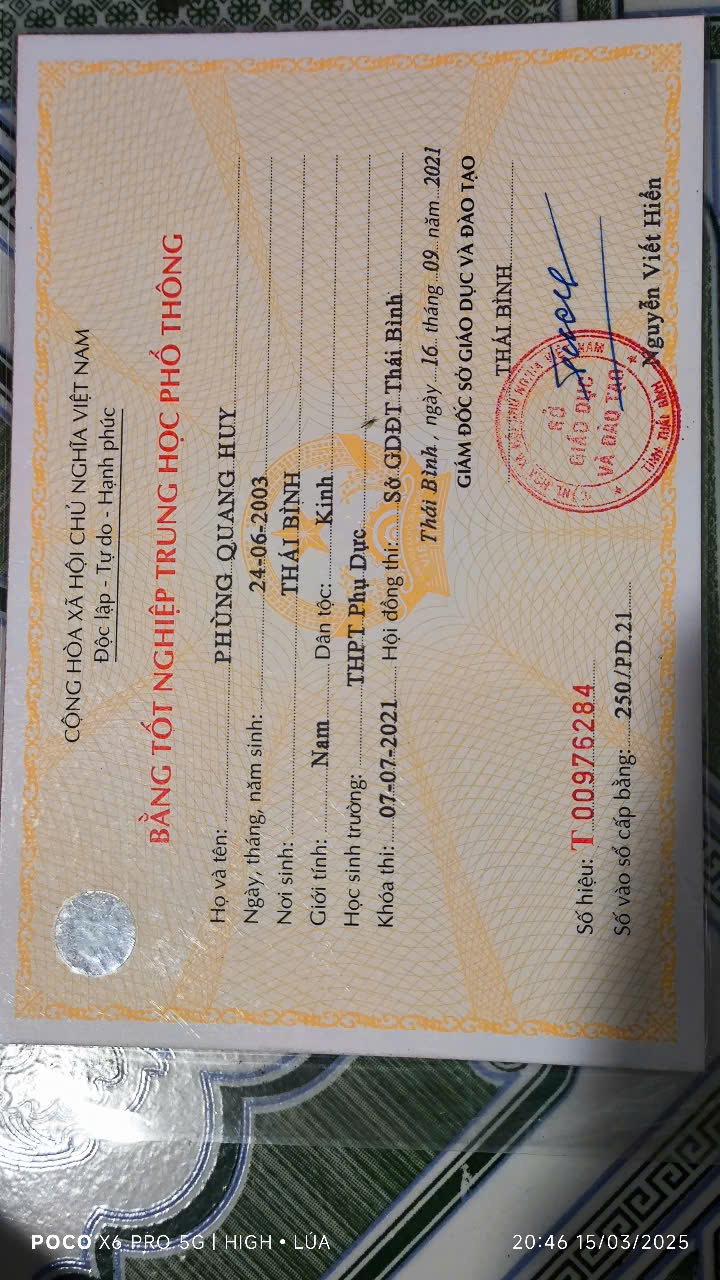 CỘNG HÒA XÃ HỘI CHỦ NGHĨA VIỆT NAM
Độc lập - Tự do - Hạnh phúc
BẰNG TỐT NGHIỆP TRUNG HỌC PHỔ THÔNG
Họ và tên: PHÙNG QUANG HUY
Ngày, tháng, năm sinh: 24-06-2003
Nơi sinh: THÁI BÌNH
Giới tính: Nam Dân tộc: Kinh
Học sinh trường: THPT Phụ Dực
Khóa thi: 07-07-2021 Hội đồng thi: Sở GDĐT Thái Bình
Thái Bình, ngày 16 tháng 09 năm 2021
GIÁM ĐỐC SỞ GIÁO DỤC VÀ ĐÀO TẠO
THÁI BÌNH
SỞ
GIÁO DỤC
VÀ ĐÀO TẠO
TỈNH THÁI BÌNH
Nguyễn Viết Hiển
Số hiệu: T 00976284
Số vào sổ cấp bằng: 250/PD.21
POCO X6 PRO 5G | HIGH • LÚA
20:46 15/03/2025